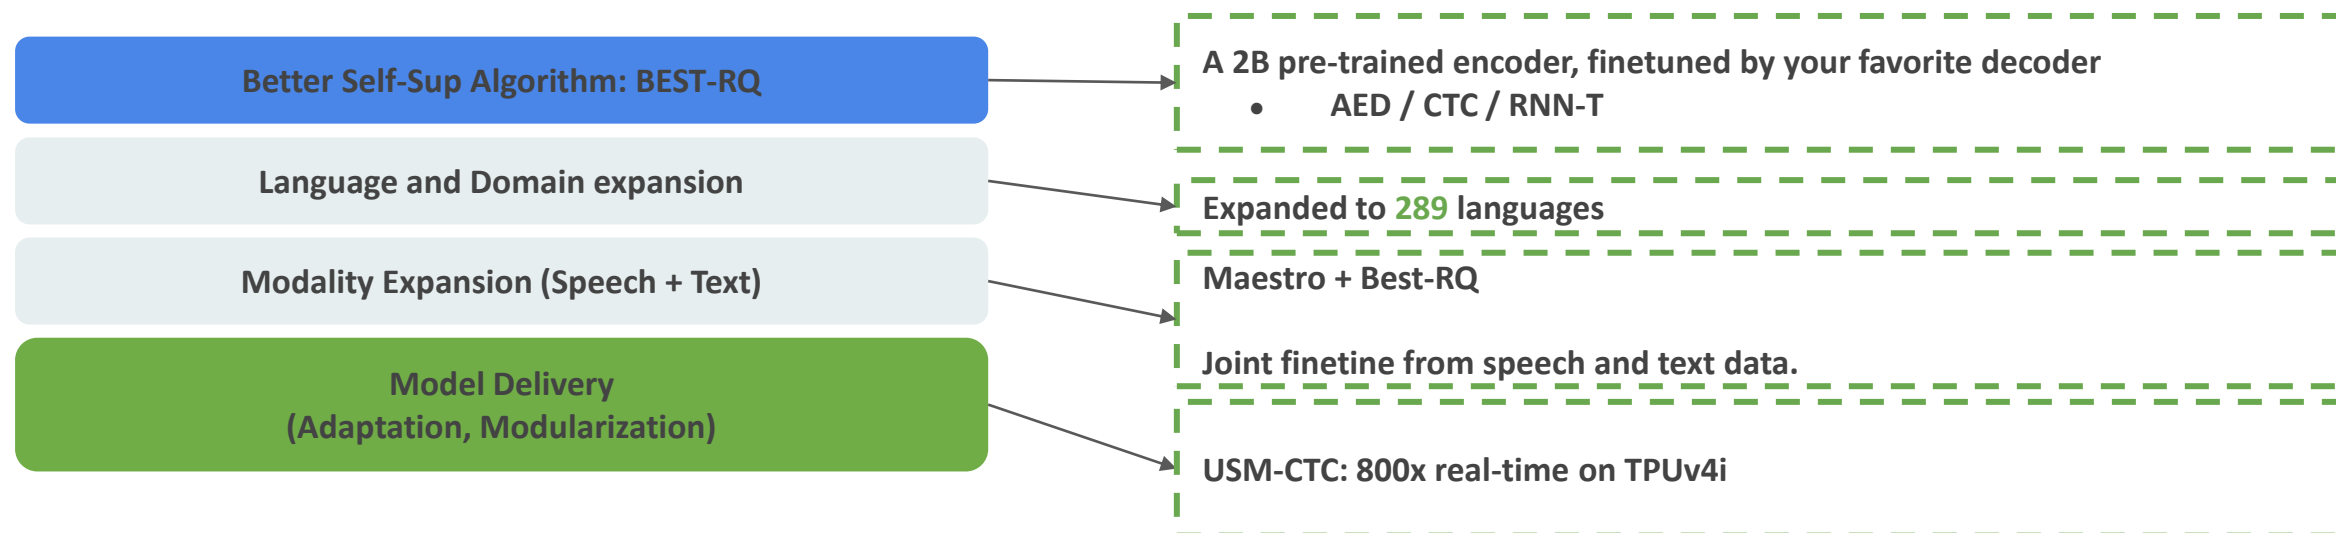 Better Self-Sup Algorithm: BEST-RQ
A 2B pre-trained encoder, finetuned by your favorite decoder
• AED / CTC / RNN-T
Language and Domain expansion
Expanded to 289 languages
Modality Expansion (Speech + Text)
Maestro + Best-RQ
Joint finetine from speech and text data.
Model Delivery
(Adaptation, Modularization)
USM-CTC: 800x real-time on TPUv4i